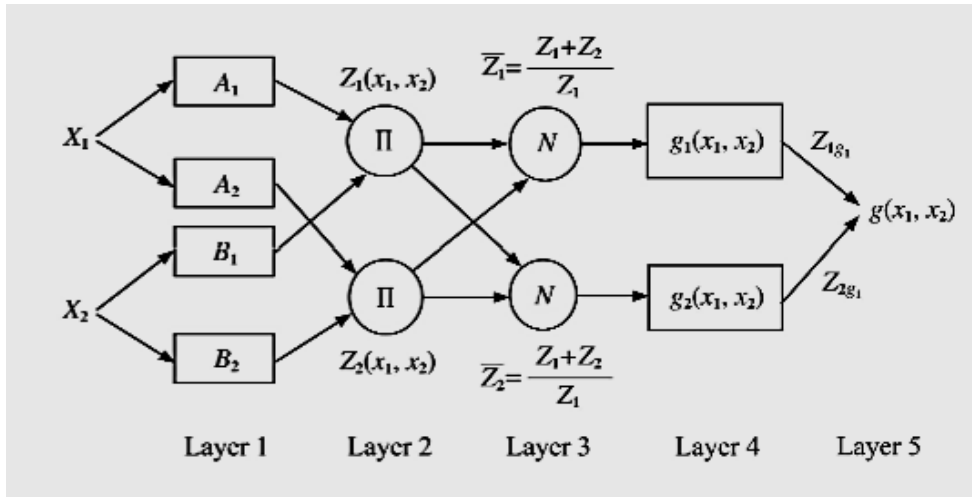 Z̄₁= Z₁+Z₂ / Z₁
A₁
Z₁(x₁, x₂)
X₁
Π
N
g₁(x₁, x₂)
Z₁g₁
A₂
g(x₁, x₂)
B₁
X₂
Π
N
g₂(x₁, x₂)
Z₂g₁
B₂
Z₂(x₁, x₂)
Z̄₂= Z₁+Z₂ / Z₁
Layer 1 Layer 2 Layer 3 Layer 4 Layer 5